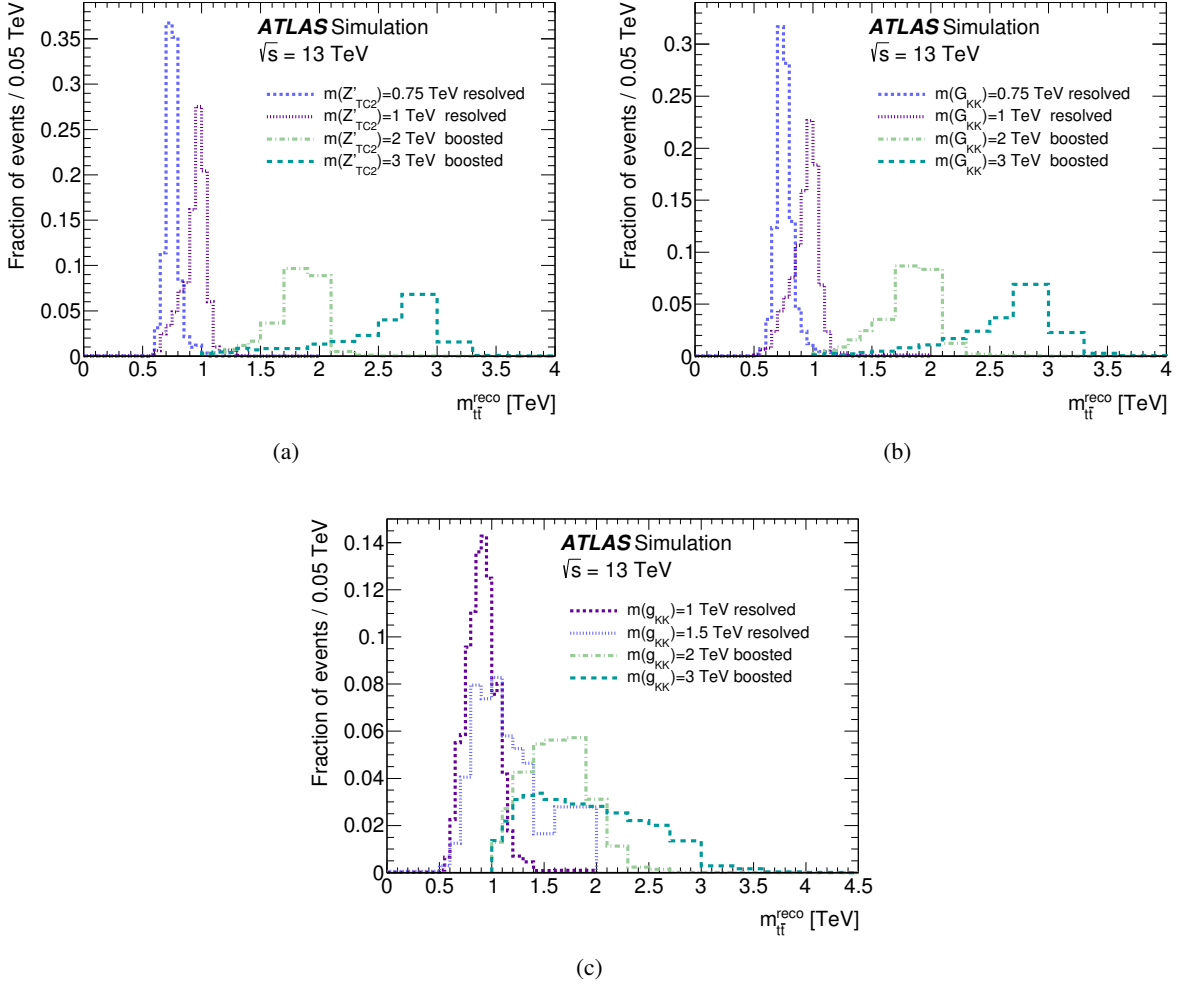 Fraction of events / 0.05 TeV
ATLAS Simulation
√s = 13 TeV
m(Z'TC2)=0.75 TeV resolved
m(Z'TC2)=1 TeV resolved
m(Z'TC2)=2 TeV boosted
m(Z'TC2)=3 TeV boosted
0.35
0.3
0.25
0.2
0.15
0.1
0.05
0
0 0.5 1 1.5 2 2.5 3 3.5 4
m_tt̄^reco [TeV]
(a)
Fraction of events / 0.05 TeV
ATLAS Simulation
√s = 13 TeV
m(G_KK)=0.75 TeV resolved
m(G_KK)=1 TeV resolved
m(G_KK)=2 TeV boosted
m(G_KK)=3 TeV boosted
0.3
0.25
0.2
0.15
0.1
0.05
0
0 0.5 1 1.5 2 2.5 3 3.5 4
m_tt̄^reco [TeV]
(b)
Fraction of events / 0.05 TeV
ATLAS Simulation
√s = 13 TeV
m(g_KK)=1 TeV resolved
m(g_KK)=1.5 TeV resolved
m(g_KK)=2 TeV boosted
m(g_KK)=3 TeV boosted
0.14
0.12
0.1
0.08
0.06
0.04
0.02
0
0 0.5 1 1.5 2 2.5 3 3.5 4 4.5
m_tt̄^reco [TeV]
(c)